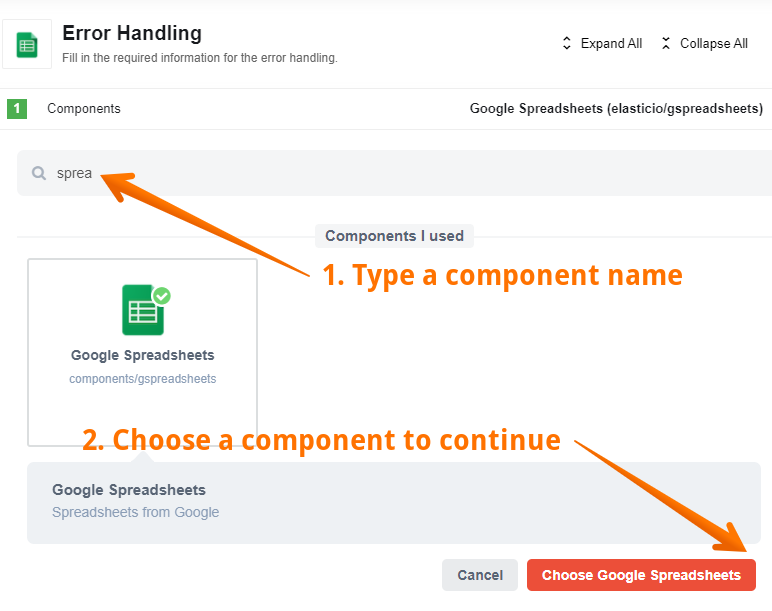 Error Handling
Fill in the required information for the error handling.
Expand All
Collapse All
1 Components
Google Spreadsheets (elasticio/gspreadsheets)
sprea
Components I used
1. Type a component name
Google Spreadsheets
components/gspreadsheets
2. Choose a component to continue
Google Spreadsheets
Spreadsheets from Google
Cancel
Choose Google Spreadsheets